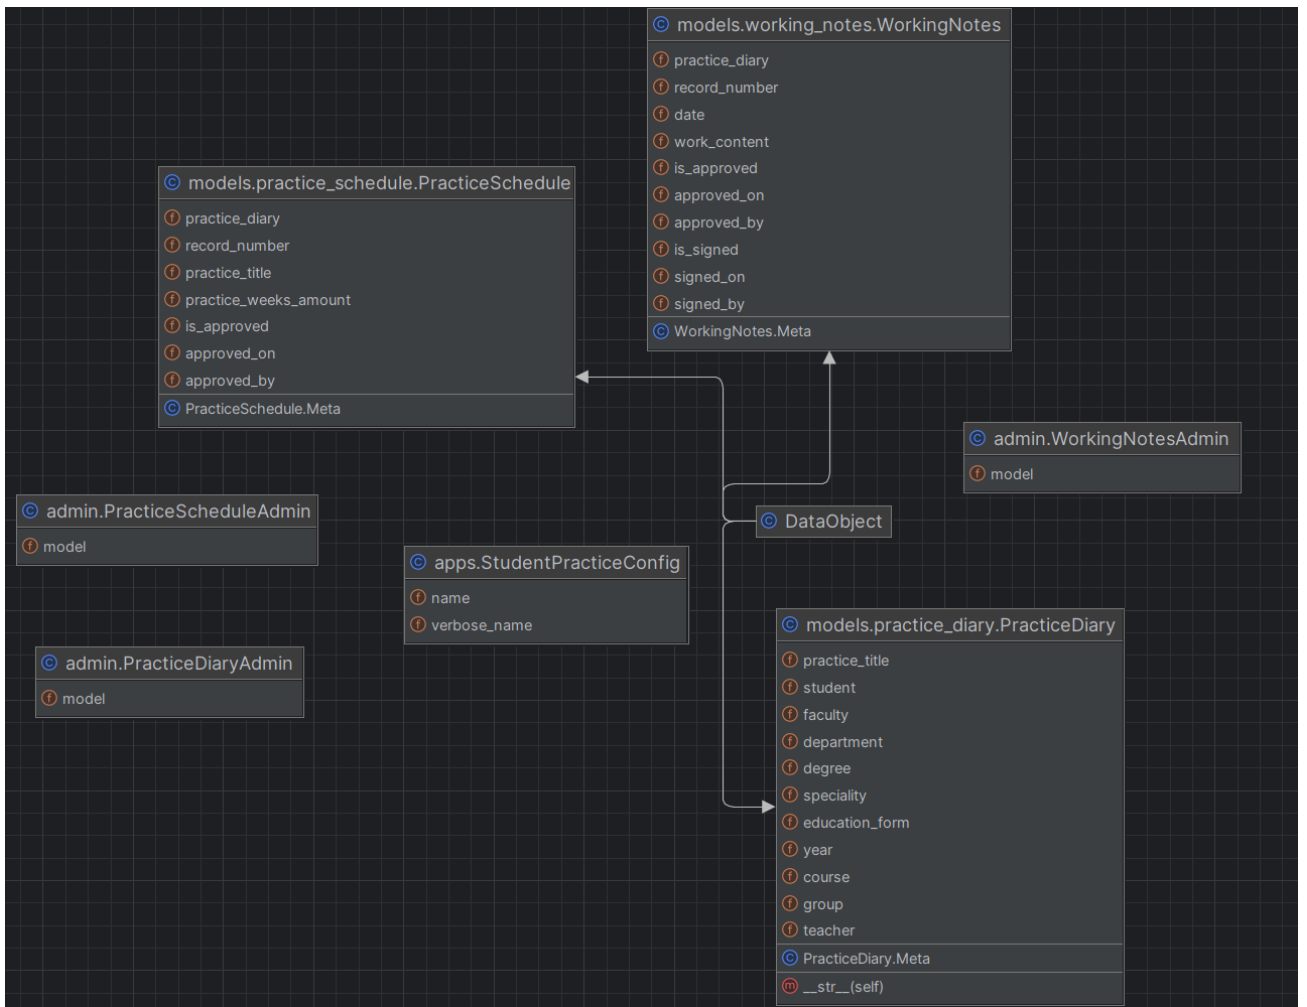 models.working_notes.WorkingNotes
practice_diary
record_number
date
work_content
is_approved
approved_on
approved_by
is_signed
signed_on
signed_by
WorkingNotes.Meta
models.practice_schedule.PracticeSchedule
practice_diary
record_number
practice_title
practice_weeks_amount
is_approved
approved_on
approved_by
PracticeSchedule.Meta
admin.WorkingNotesAdmin
model
admin.PracticeScheduleAdmin
model
DataObject
apps.StudentPracticeConfig
name
verbose_name
admin.PracticeDiaryAdmin
model
models.practice_diary.PracticeDiary
practice_title
student
faculty
department
degree
speciality
education_form
year
course
group
teacher
PracticeDiary.Meta
__str__(self)